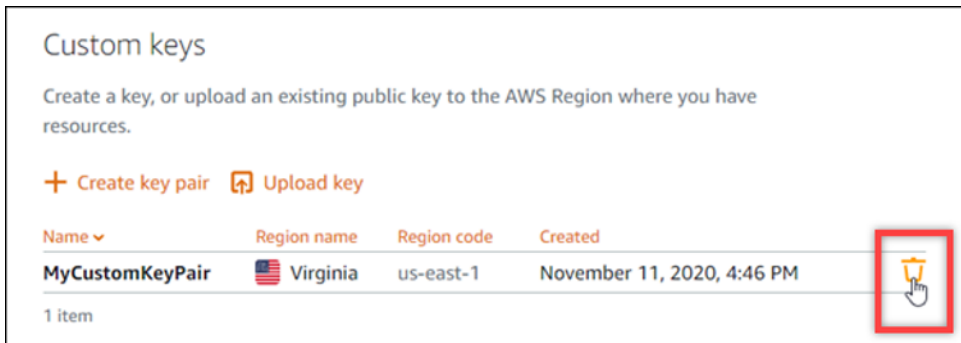 Custom keys
Create a key, or upload an existing public key to the AWS Region where you have
resources.
Create key pair Upload key
Name Region name Region code Created
MyCustomKeyPair Virginia us-east-1 November 11, 2020, 4:46 PM
1 item